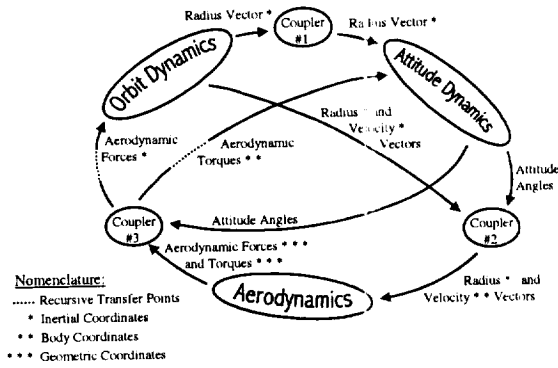 Radius Vector *
Coupler
#1
Radius Vector *
Orbit Dynamics
Attitude Dynamics
Radius * and
Velocity *
Vectors
Aerodynamic
Forces *
Aerodynamic
Torques * *
Attitude
Angles
Coupler
#3
Attitude Angles
Coupler
#2
Aerodynamic Forces * * *
and Torques * * *
Aerodynamics
Radius * and
Velocity * * Vectors
Nomenclature:
...... Recursive Transfer Points
* Inertial Coordinates
* * Body Coordinates
* * * Geometric Coordinates